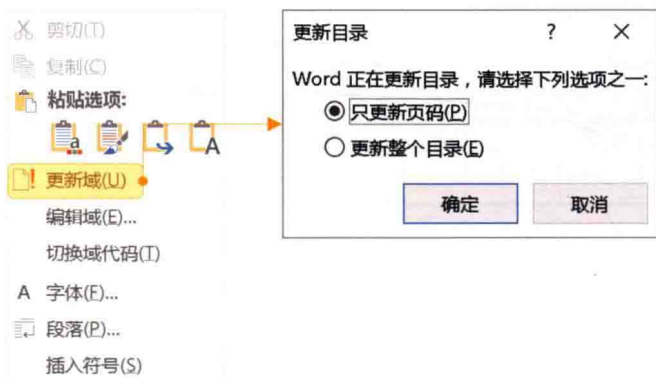 剪切(T)
复制(C)
粘贴选项:
更新域(U)
编辑域(E)...
切换域代码(T)
A 字体(F)...
段落(P)...
插入符号(S)
更新目录 ? ×
Word 正在更新目录，请选择下列选项之一:
只更新页码(P)
更新整个目录(E)
确定 取消